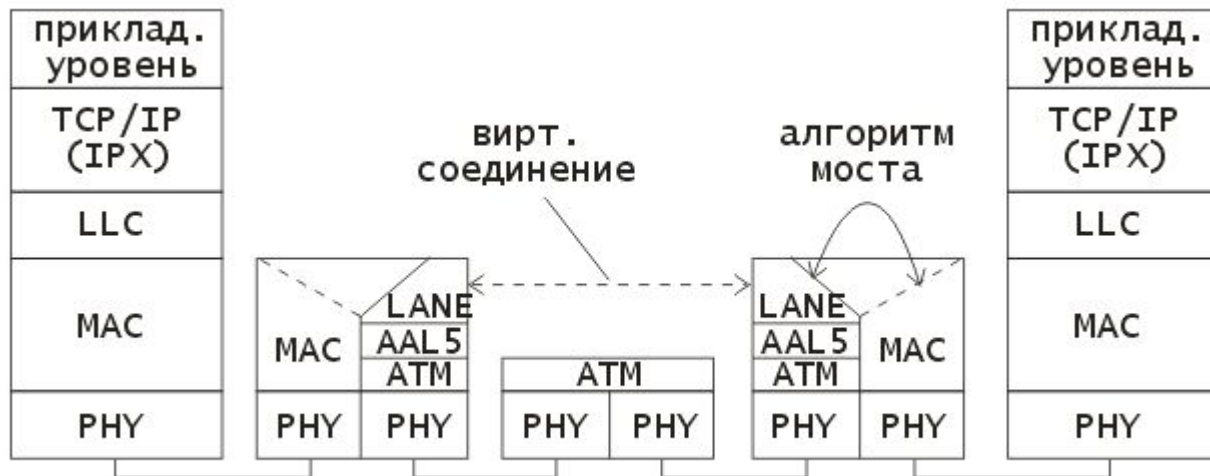 приклад.
уровень
TCP/IP
(IPX)
LLC
MAC
PHY
вирт.
соединение
алгоритм
моста
MAC
LANE
AAL5
ATM
PHY
PHY
ATM
PHY
PHY
LANE
AAL5
ATM
MAC
PHY
PHY
приклад.
уровень
TCP/IP
(IPX)
LLC
MAC
PHY